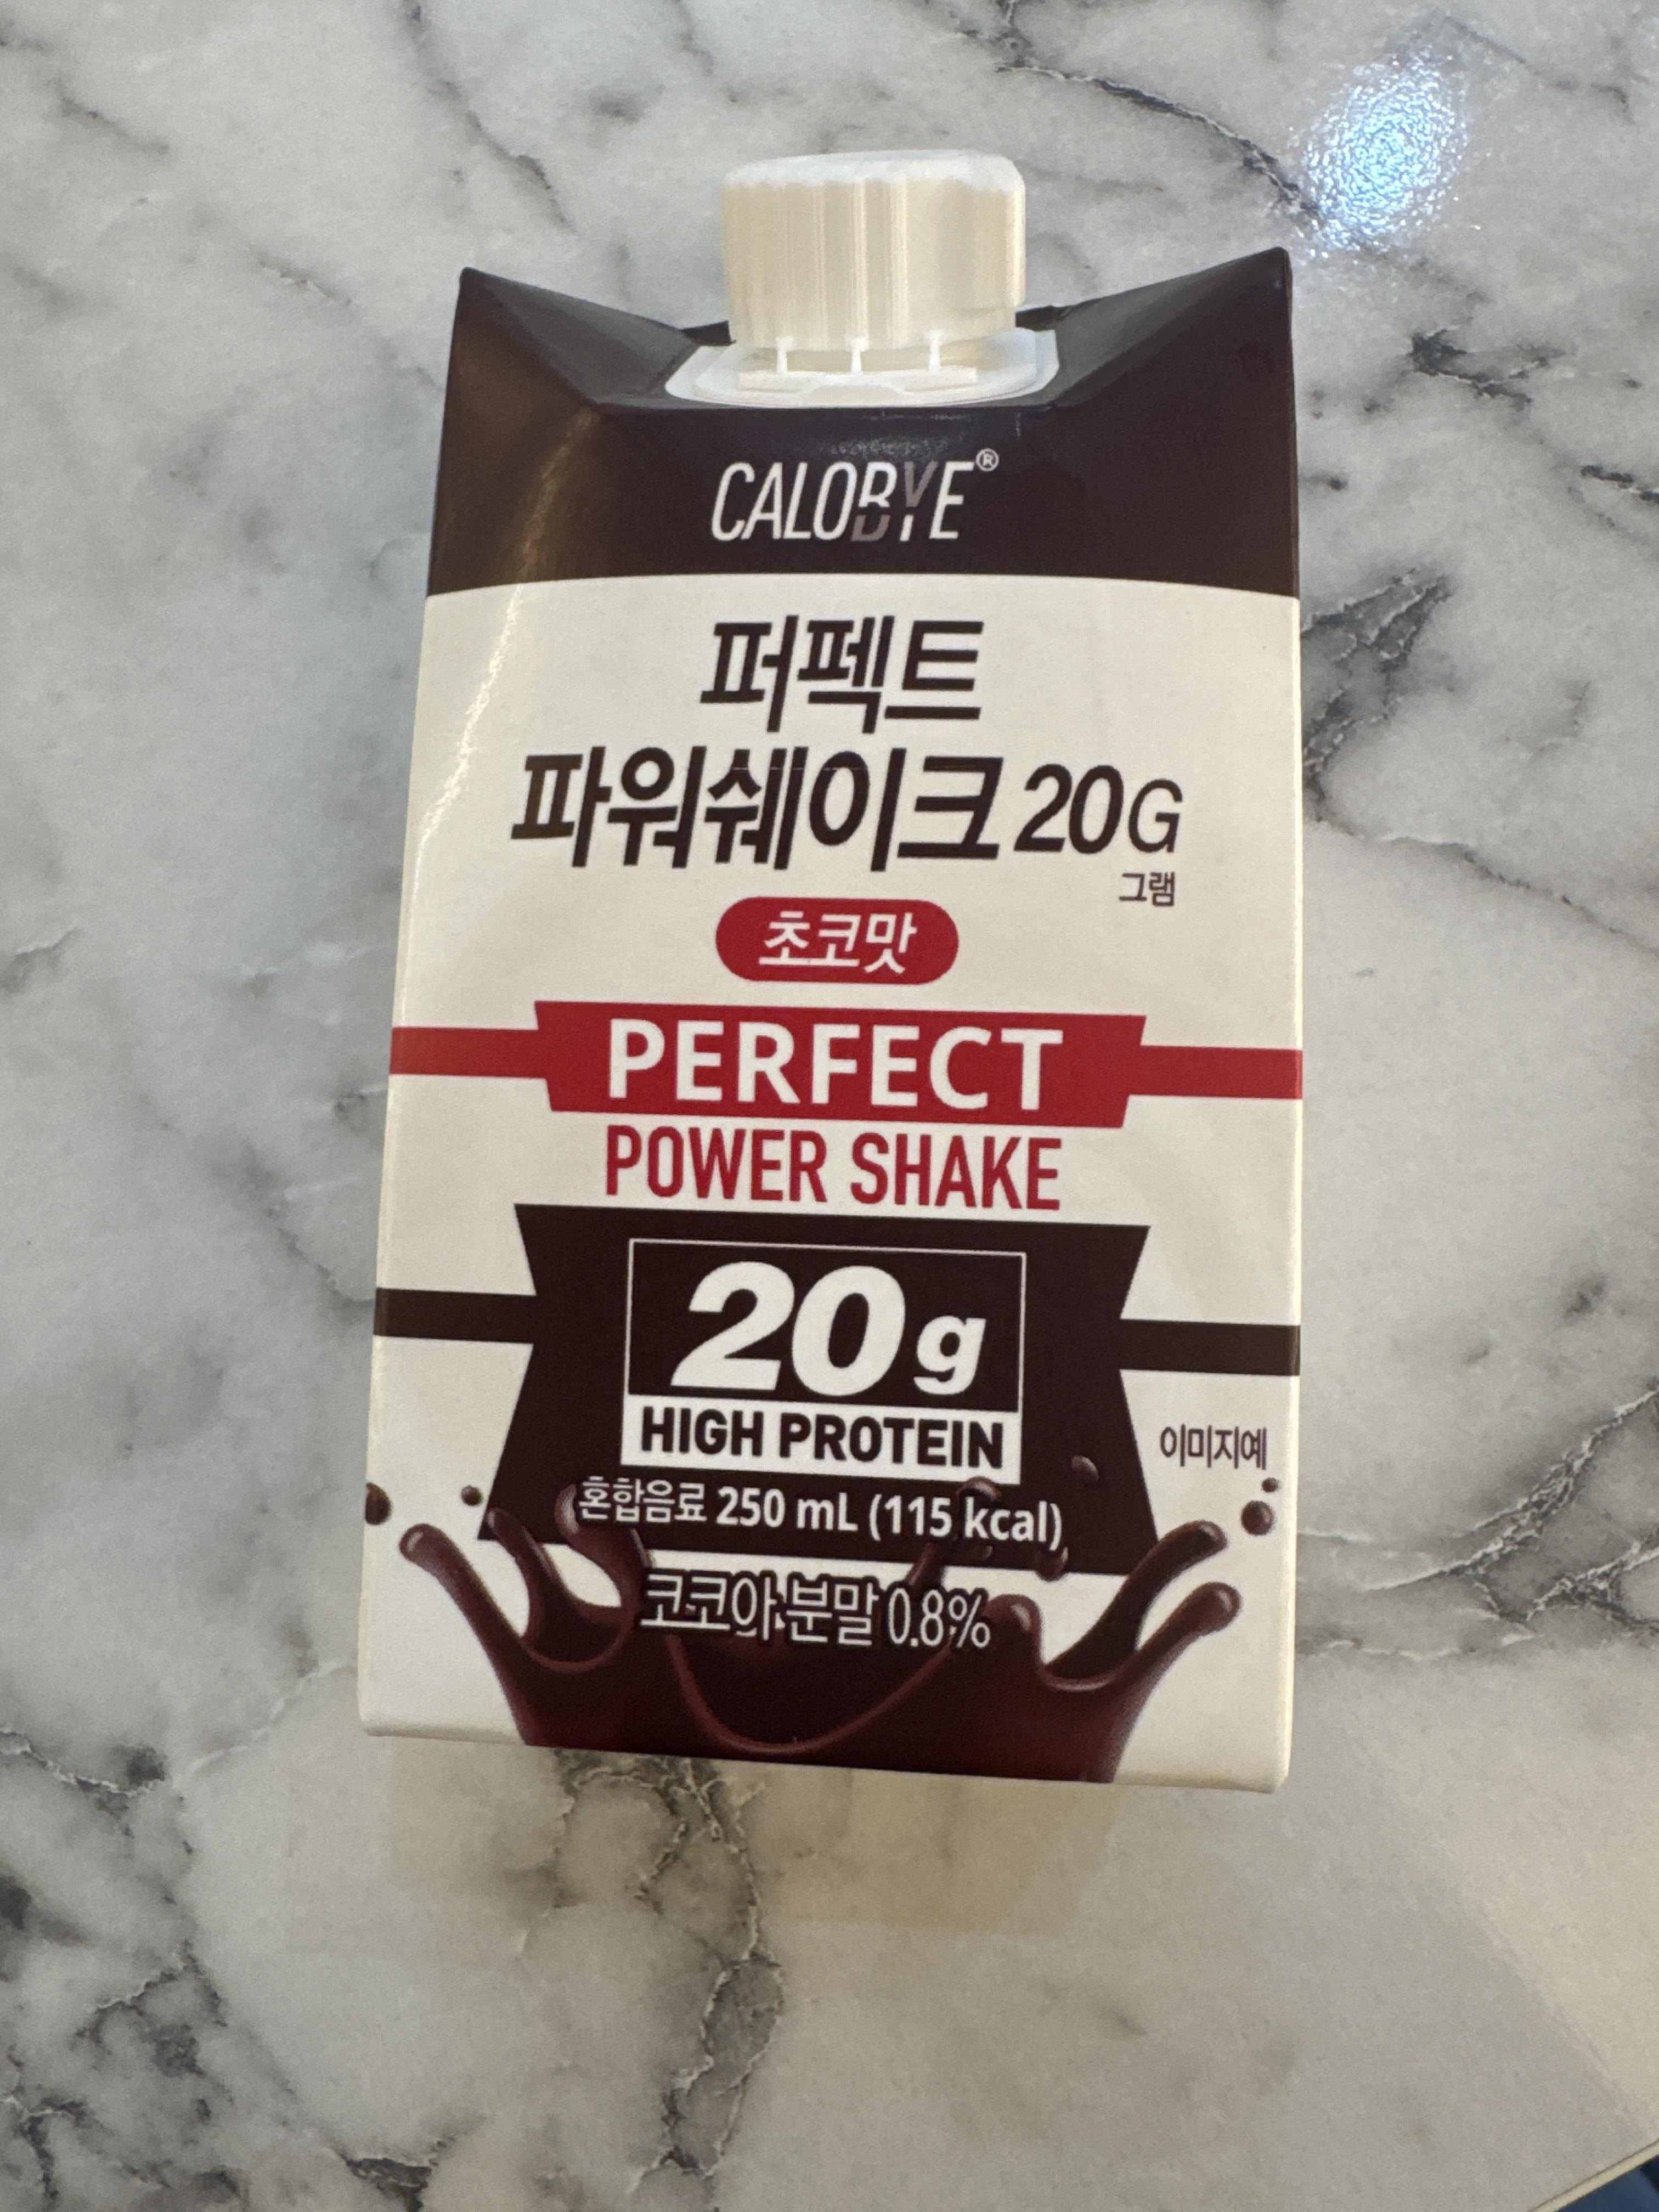 CALOBYE®
퍼펙트
파워쉐이크 20G
그램
초코맛
PERFECT
POWER SHAKE
20g
HIGH PROTEIN
이미지예
혼합음료 250 mL (115 kcal)
코코아 분말 0.8%